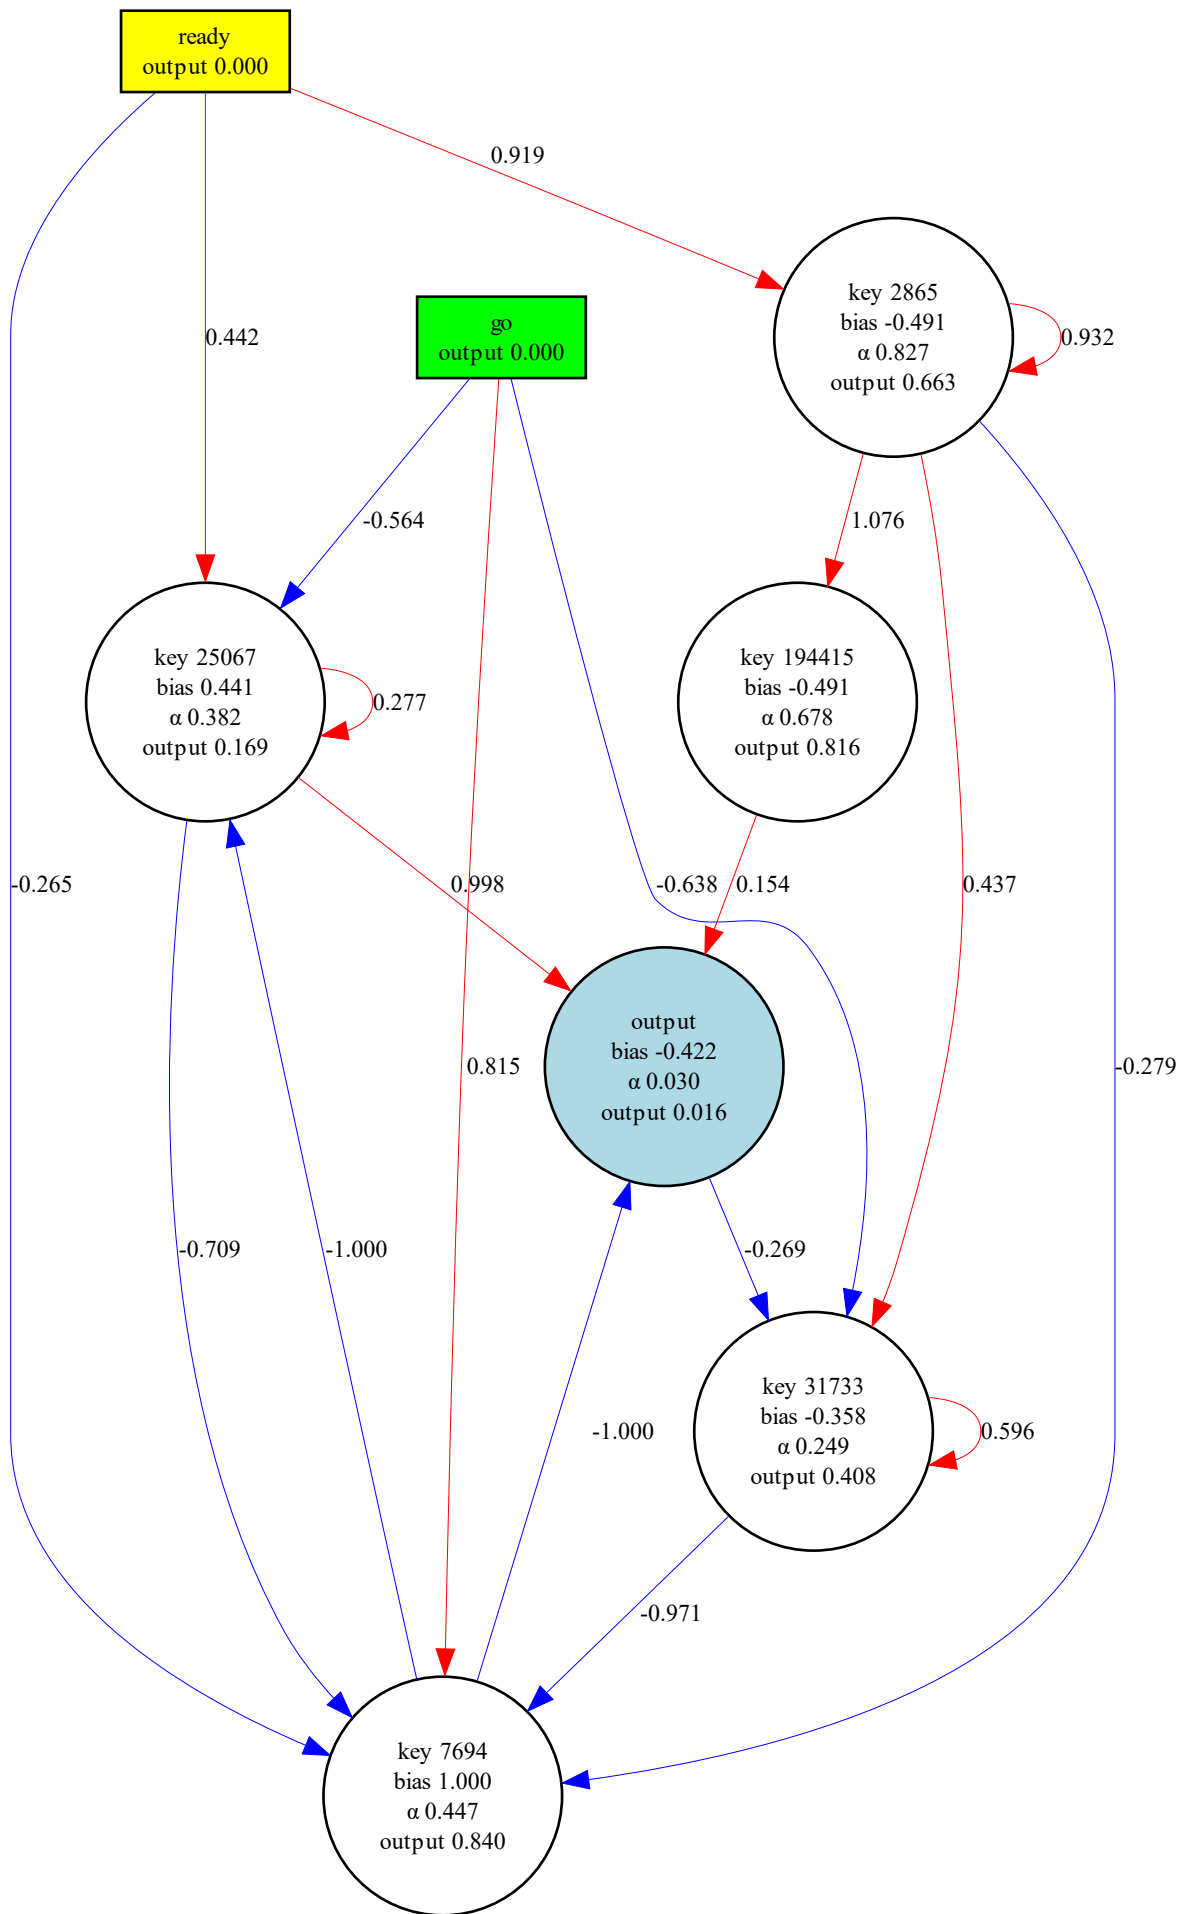 ready
output 0.000
0.919
key 2865
bias -0.491
α 0.827
output 0.663
0.932
go
output 0.000
0.442
-0.564
1.076
key 25067
bias 0.441
α 0.382
output 0.169
0.277
key 194415
bias -0.491
α 0.678
output 0.816
-0.265
0.998
-0.638
0.154
0.437
output
bias -0.422
α 0.030
output 0.016
0.815
-0.279
-0.709
-1.000
-0.269
key 31733
bias -0.358
α 0.249
output 0.408
0.596
-1.000
-0.971
key 7694
bias 1.000
α 0.447
output 0.840